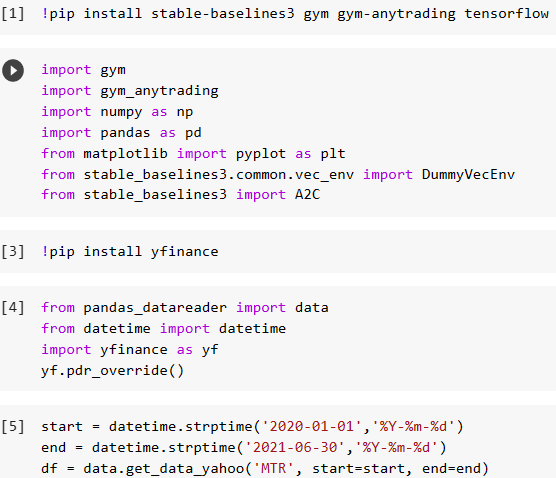 [1] !pip install stable-baselines3 gym gym-anytrading tensorflow
import gym
import gym_anytrading
import numpy as np
import pandas as pd
from matplotlib import pyplot as plt
from stable_baselines3.common.vec_env import DummyVecEnv
from stable_baselines3 import A2C
[3] !pip install yfinance
[4] from pandas_datareader import data
from datetime import datetime
import yfinance as yf
yf.pdr_override()
[5] start = datetime.strptime('2020-01-01','%Y-%m-%d')
end = datetime.strptime('2021-06-30','%Y-%m-%d')
df = data.get_data_yahoo('MTR', start=start, end=end)